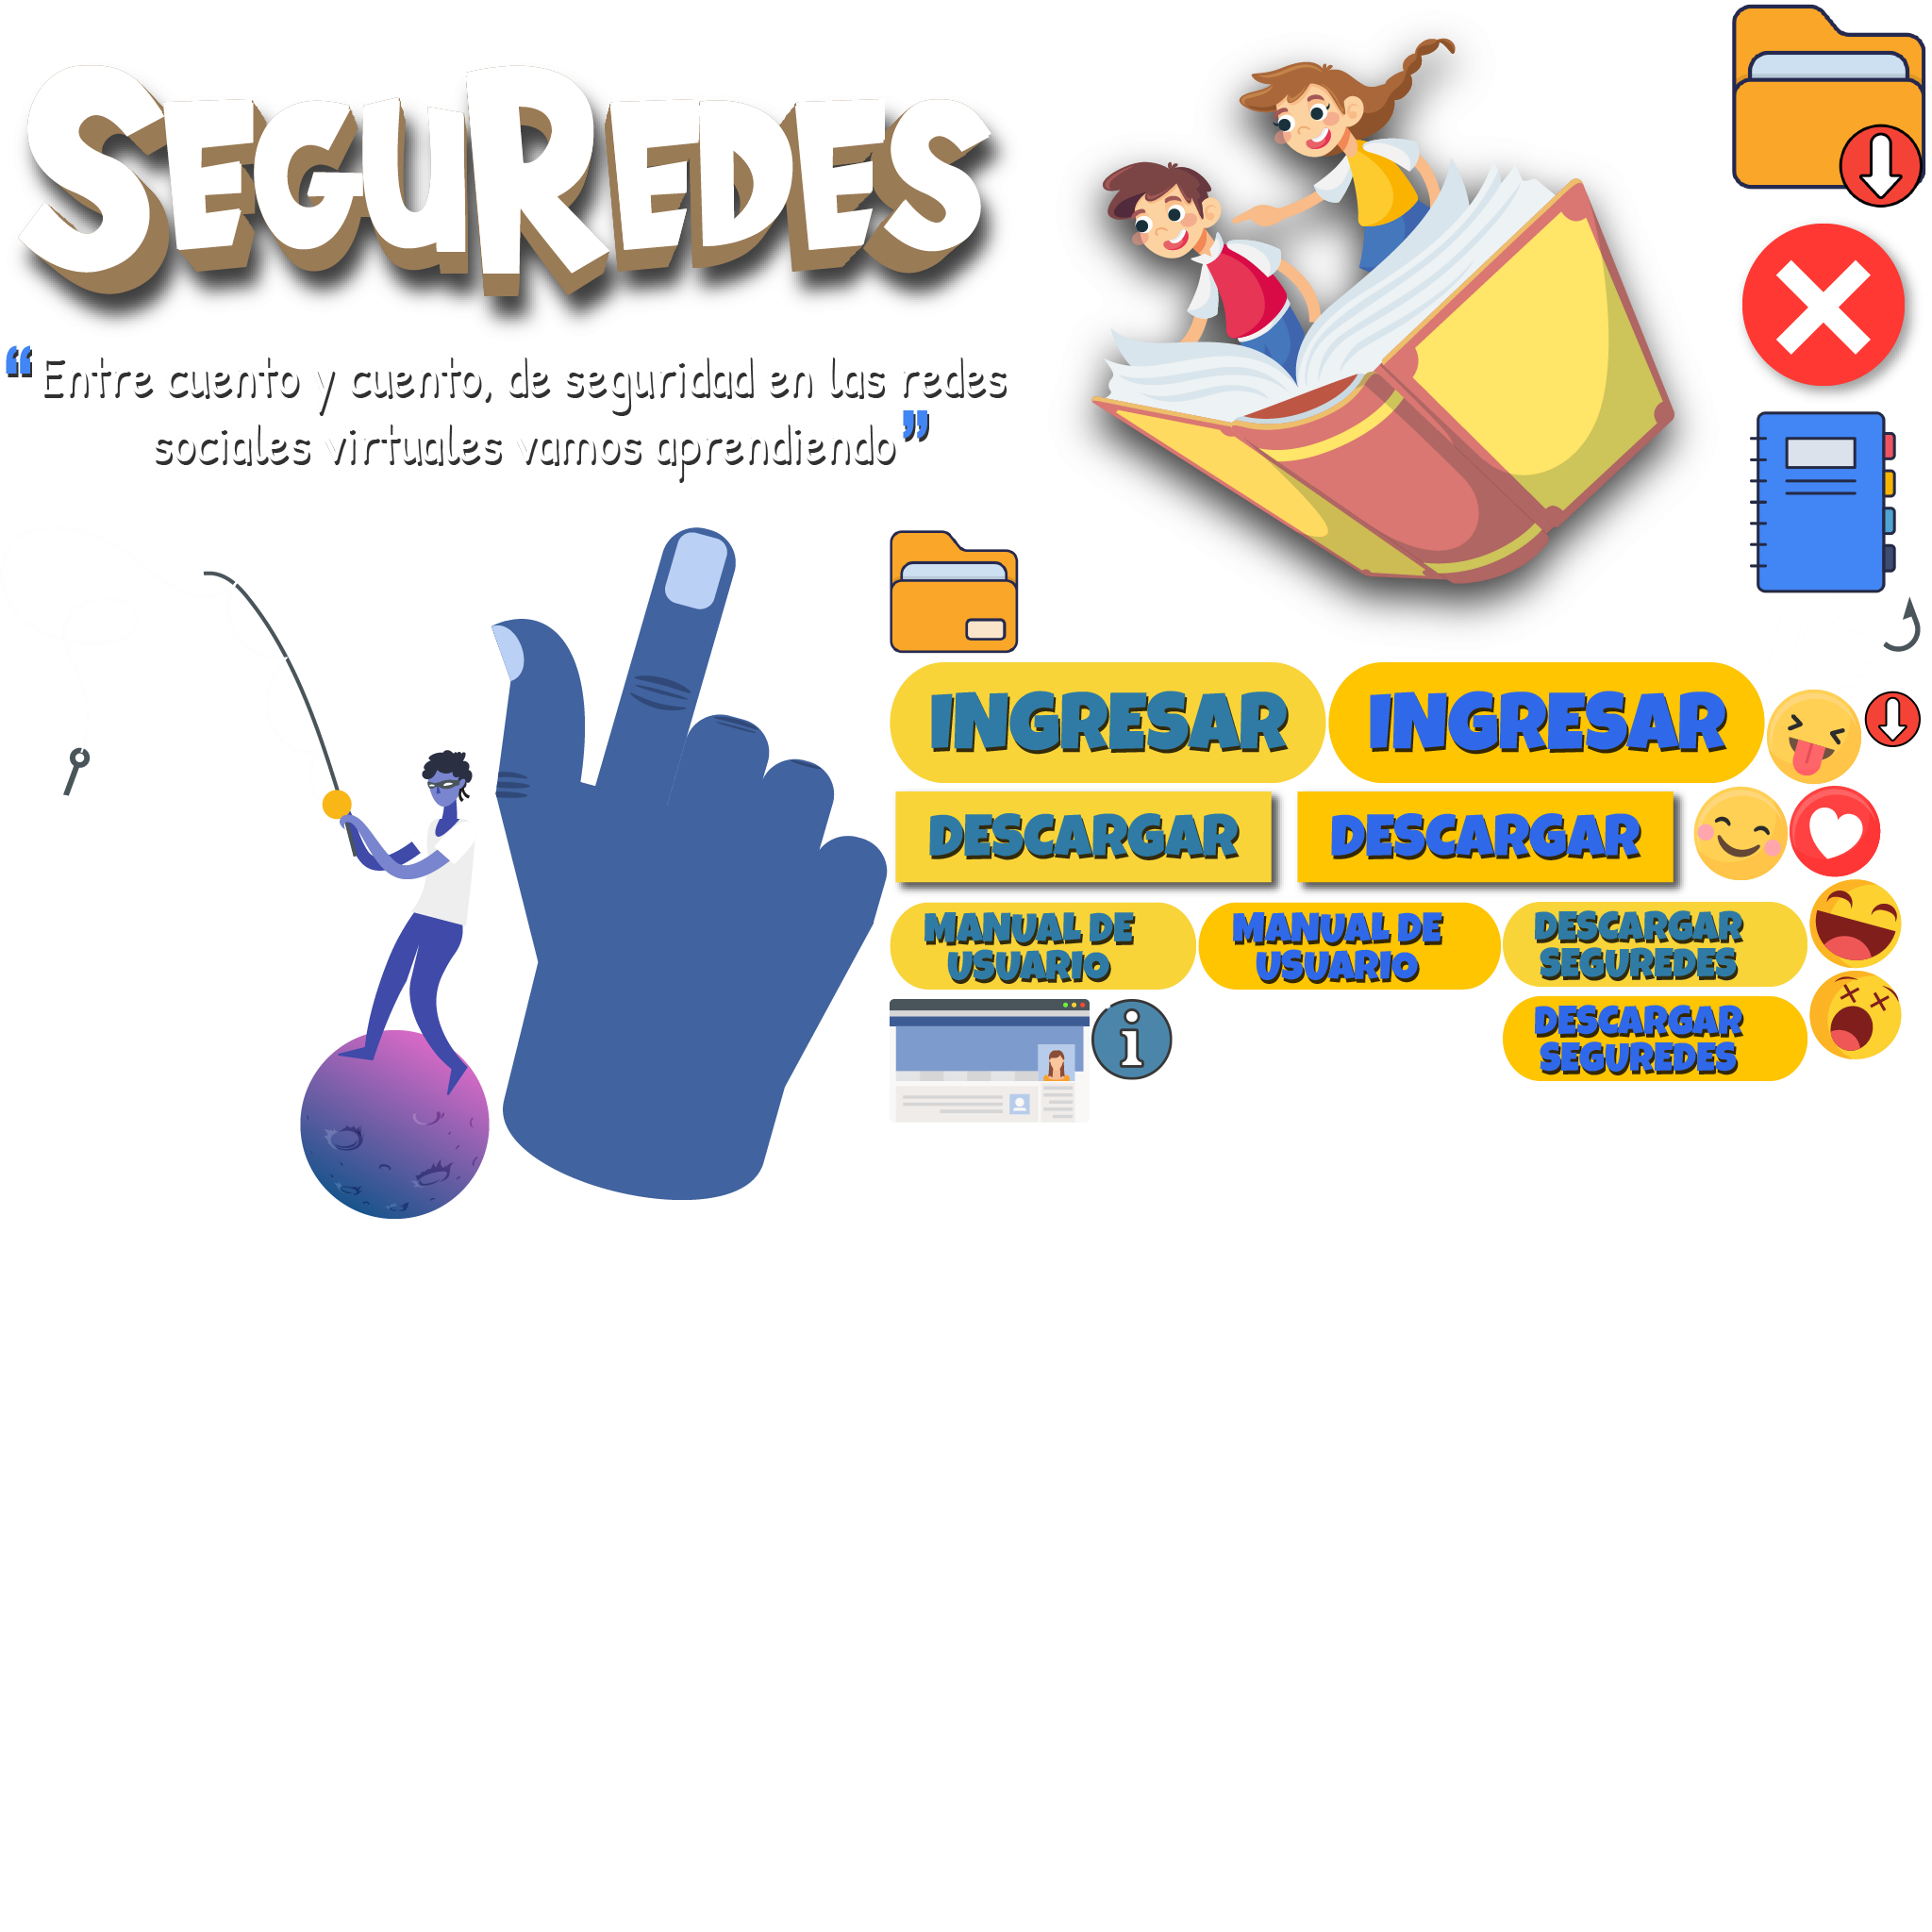 SEGUREDES
“Entre cuento y cuento, de seguridad en las redes
sociales virtuales vamos aprendiendo”
INGRESAR
INGRESAR
DESCARGAR
DESCARGAR
MANUAL DE
USUARIO
MANUAL DE
USUARIO
DESCARGAR
SEGUREDES
DESCARGAR
SEGUREDES
i